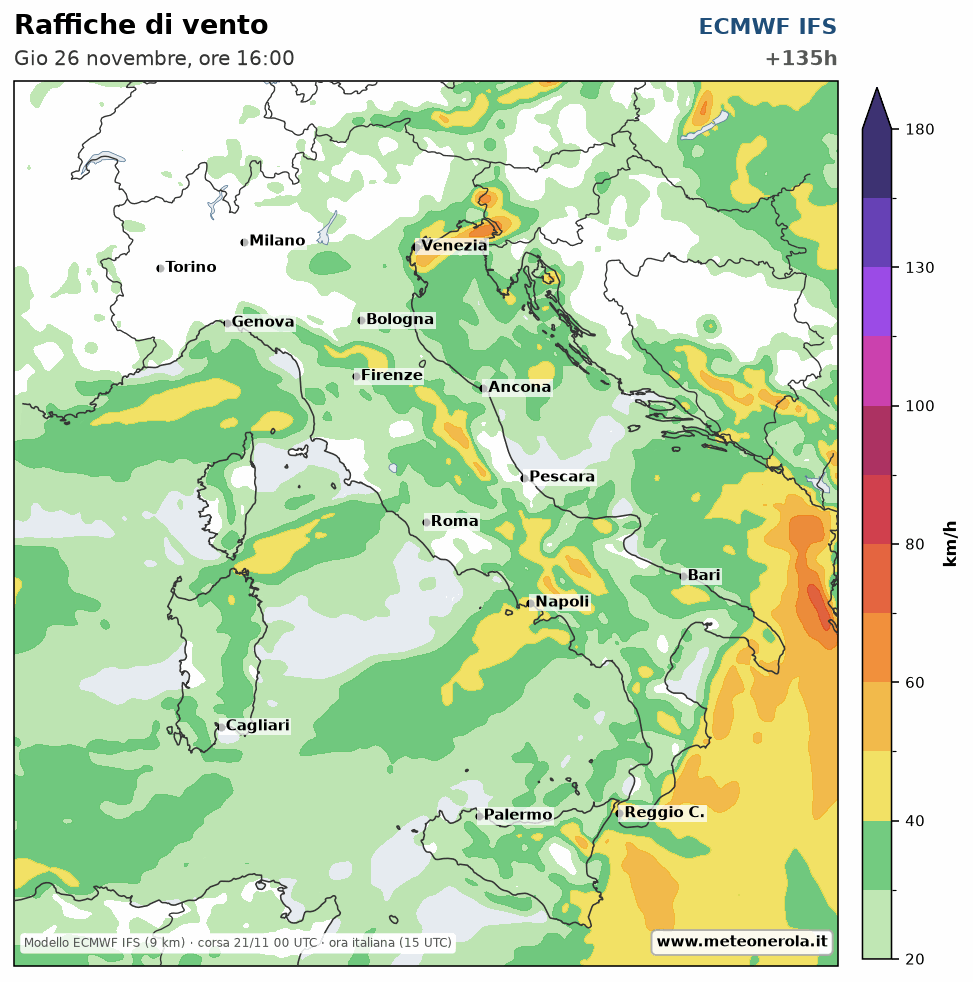 Raffiche di vento
ECMWF IFS
Gio 26 novembre, ore 16:00
+135h
180
Milano
Venezia
Torino
130
Genova
Bologna
Firenze
Ancona
100
Pescara
Roma
80
km/h
Bari
Napoli
60
Cagliari
Palermo
Reggio C.
40
Modello ECMWF IFS (9 km) · corsa 21/11 00 UTC · ora italiana (15 UTC)
www.meteonerola.it
20